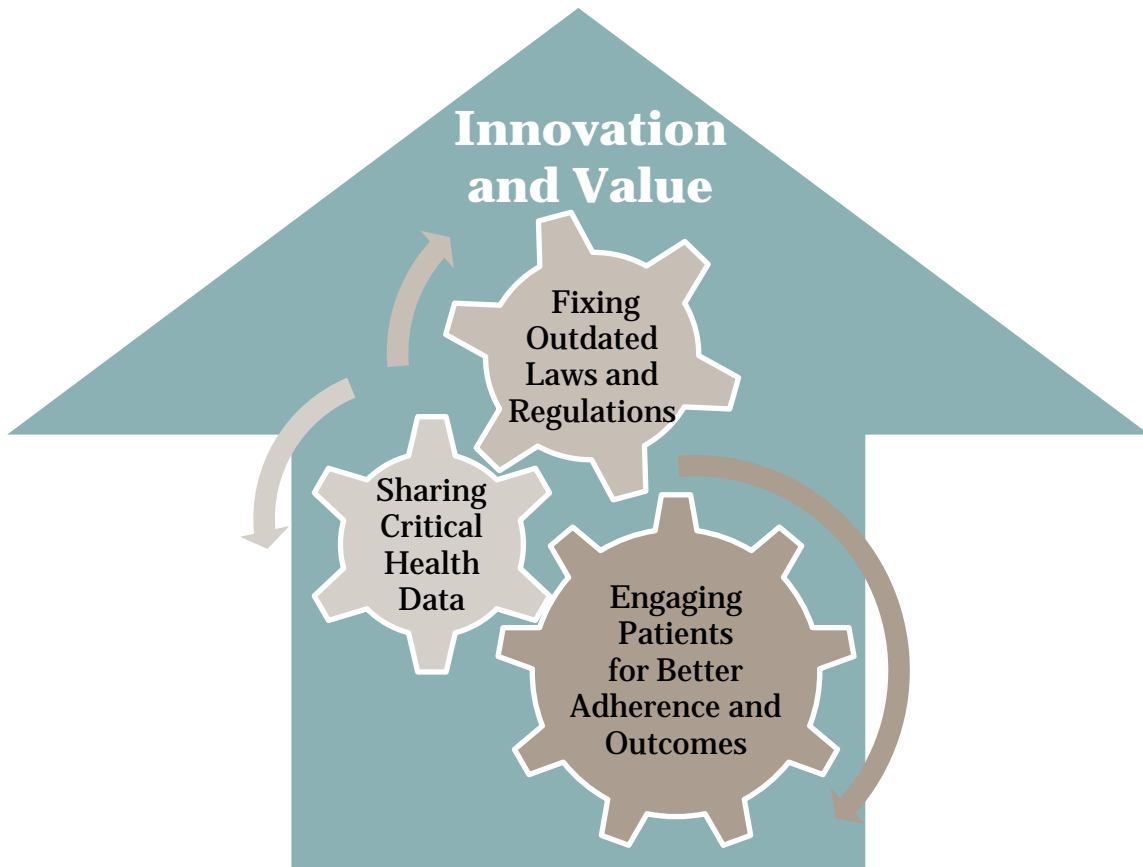 Innovation
and Value
Fixing
Outdated
Laws and
Regulations
Sharing
Critical
Health
Data
Engaging
Patients
for Better
Adherence and
Outcomes